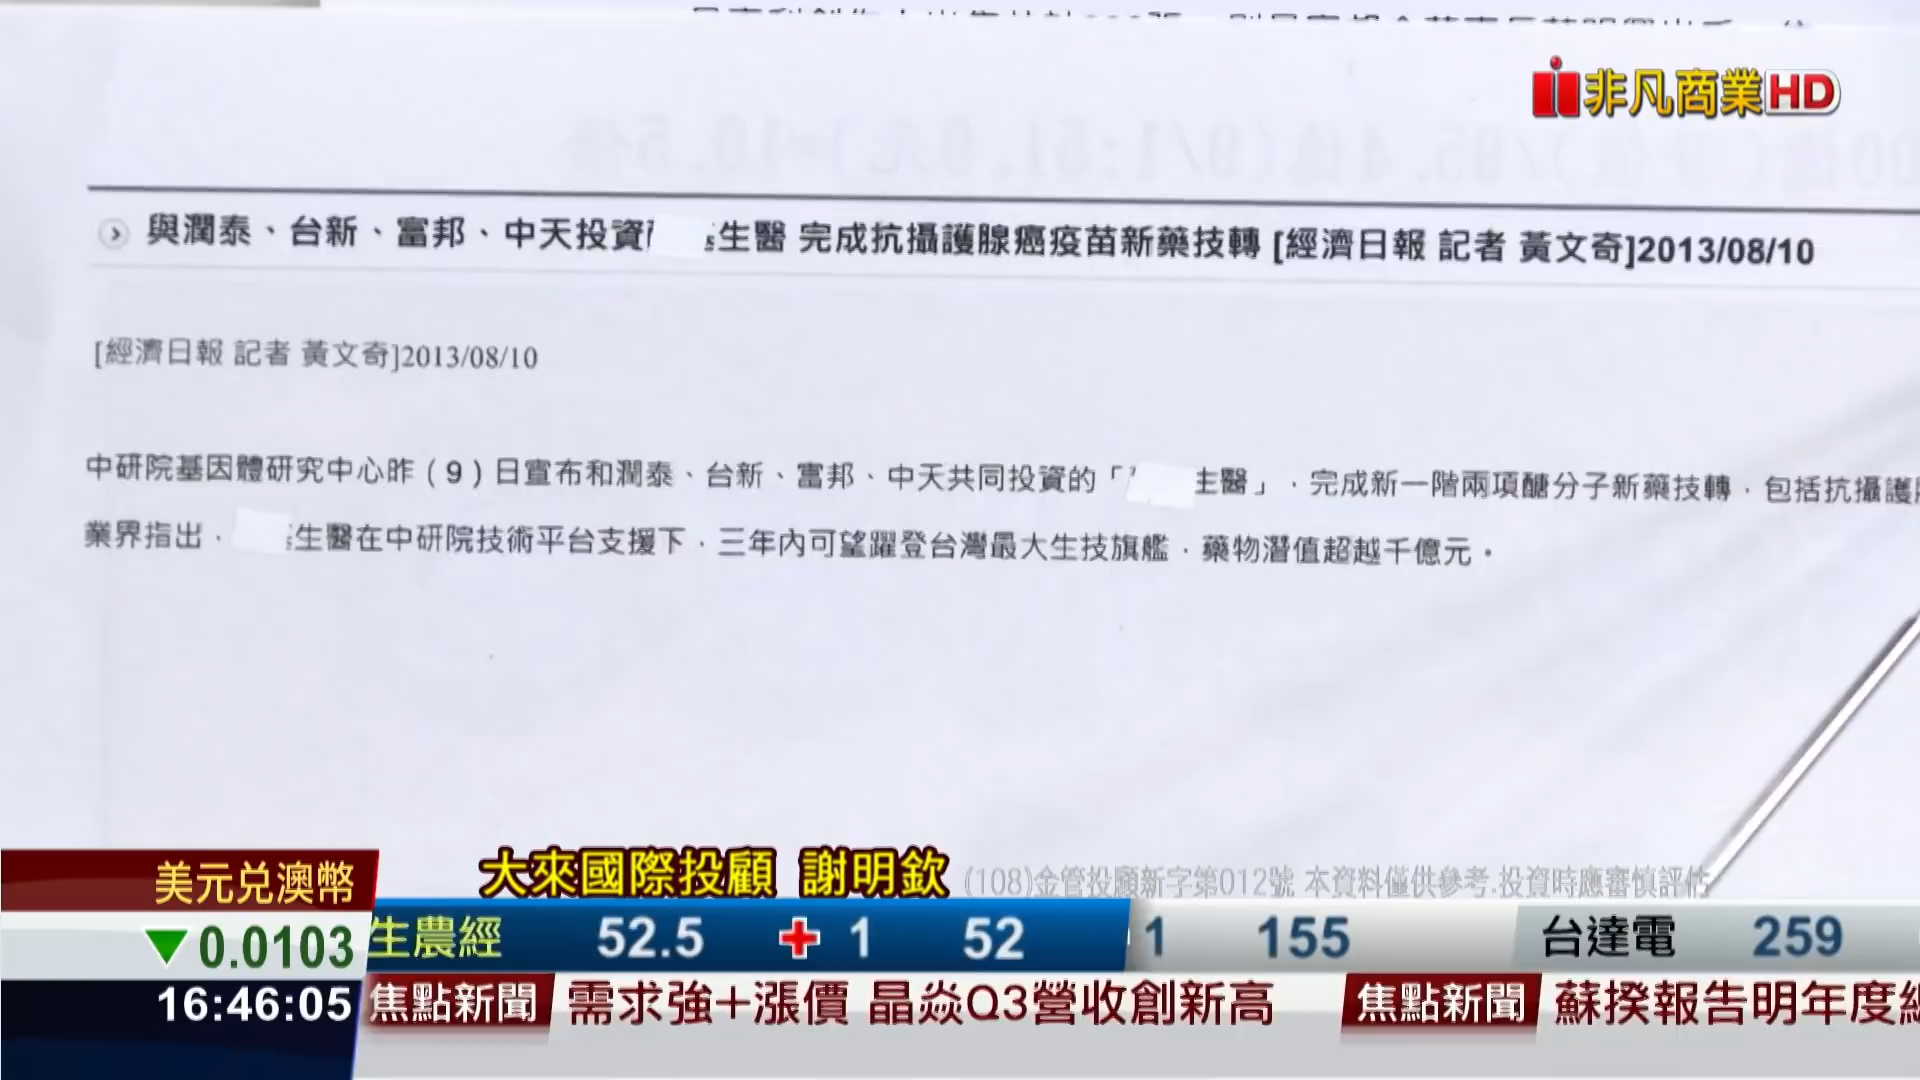 非凡商業HD
與潤泰、台新、富邦、中天投資 生醫 完成抗攝護腺癌疫苗新藥技轉 [經濟日報 記者 黃文奇]2013/08/10
[經濟日報 記者 黃文奇]2013/08/10
中研院基因體研究中心昨（9）日宣布和潤泰、台新、富邦、中天共同投資的「 生醫」，完成新一階兩項醣分子新藥技轉，包括抗攝護
業界指出， 生醫在中研院技術平台支援下，三年內可望躍登台灣最大生技旗艦，藥物潛值超越千億元。
大來國際投顧 謝明欽
(108)金管投顧新字第012號 本資料僅供參考.投資時應審慎評估
美元兑澳幣
▼0.0103
生農經 52.5 + 1 52 1 155 台達電 259
16:46:05
焦點新聞 需求強+漲價 晶焱Q3營收創新高 焦點新聞 蘇揆報告明年度